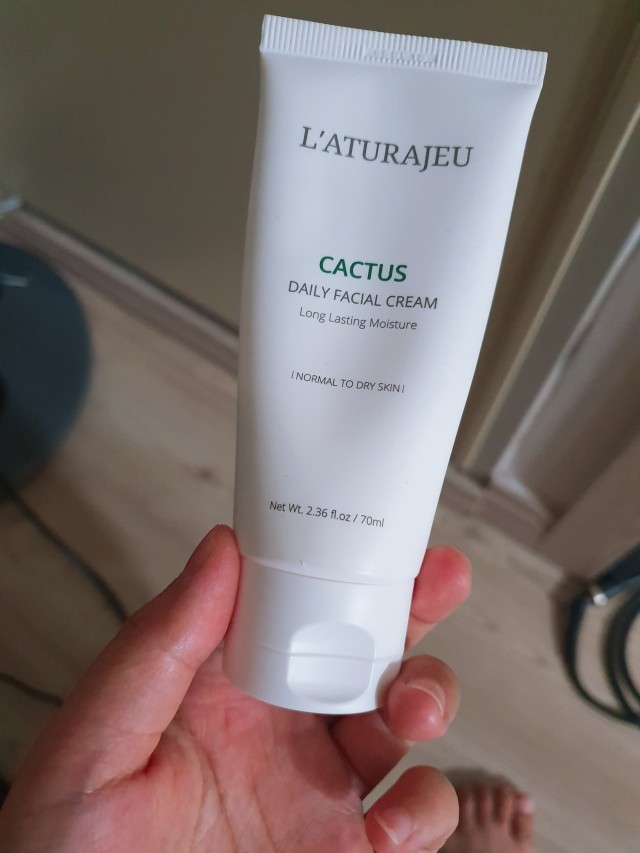 L'ATURAJEU
CACTUS
DAILY FACIAL CREAM
Long Lasting Moisture
| NORMAL TO DRY SKIN |
Net Wt. 2.36 fl.oz / 70ml